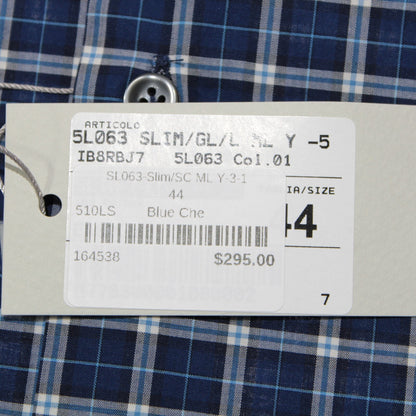 ARTICOLO
5L063 SLIM/GL/L ML Y -5
IB8RBJ7 5L063 Col.01
SL063-Slim/SC ML Y-3-1
IA/SIZE
44
44
510LS Blue Che
164538 $295.00
7